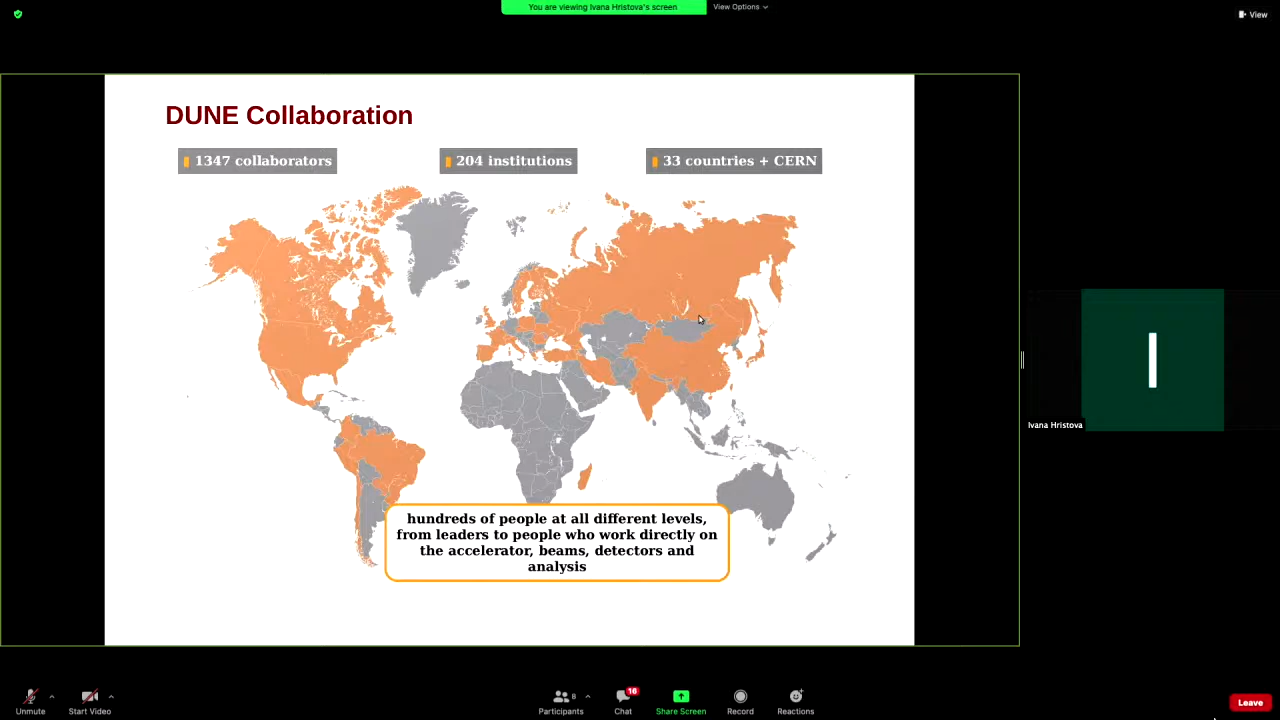 You are viewing Ivana Hristova's screen
View Options
View
DUNE Collaboration
1347 collaborators
204 institutions
33 countries + CERN
hundreds of people at all different levels,
from leaders to people who work directly on
the accelerator, beams, detectors and
analysis
I
Ivana Hristova
Unmute
Start Video
8
Participants
16
Chat
Share Screen
Record
Reactions
Leave